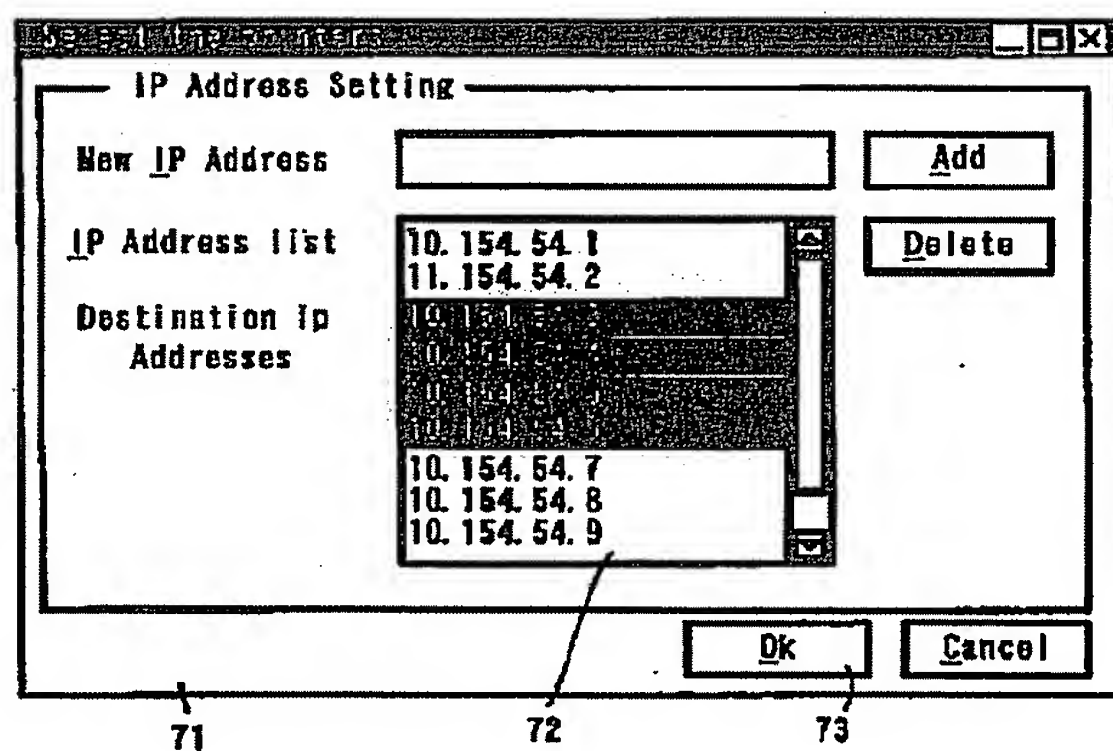 IP Address Setting
New IP Address
Add
IP Address list
10. 154. 54. 1
11. 154. 54. 2
Delete
Destination Ip
Addresses
10. 154. 54. 7
10. 154. 54. 8
10. 154. 54. 9
Ok
Cancel
71
72
73